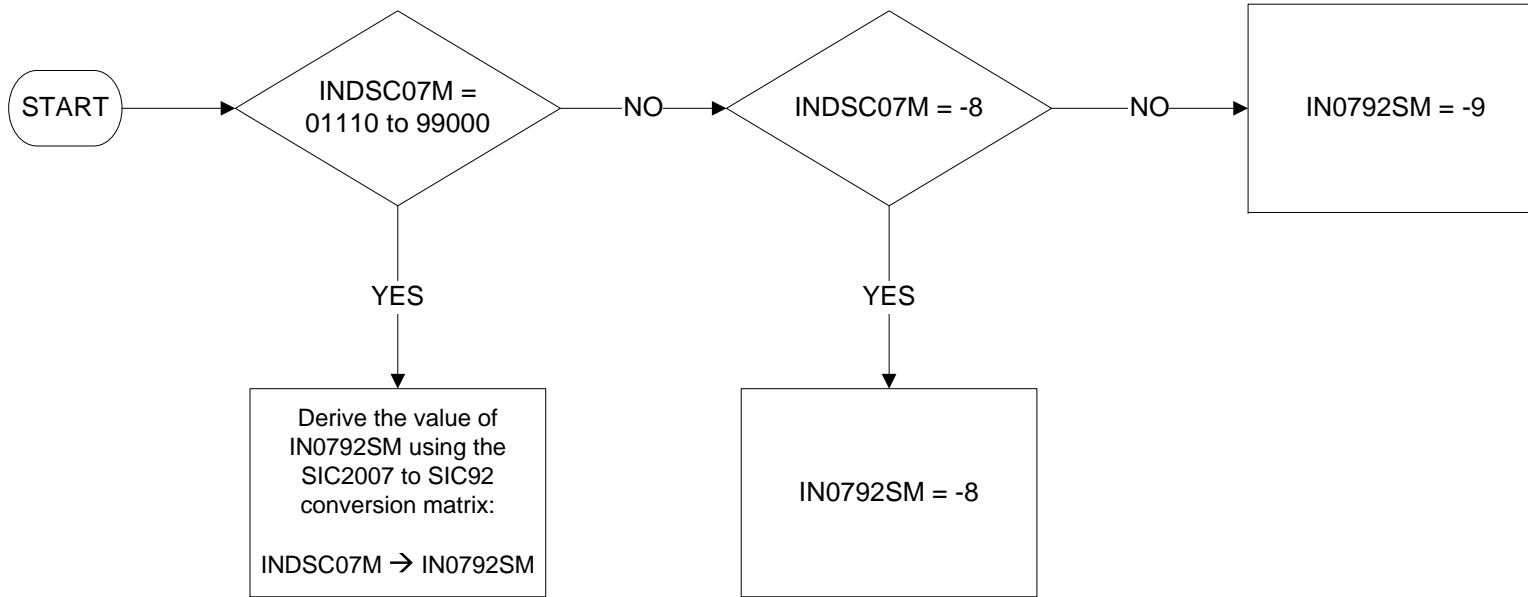 START
INDSC07M =
01110 to 99000
NO
INDSC07M = -8
NO
IN0792SM = -9
YES
YES
Derive the value of
IN0792SM using the
SIC2007 to SIC92
conversion matrix:
INDSC07M → IN0792SM
IN0792SM = -8